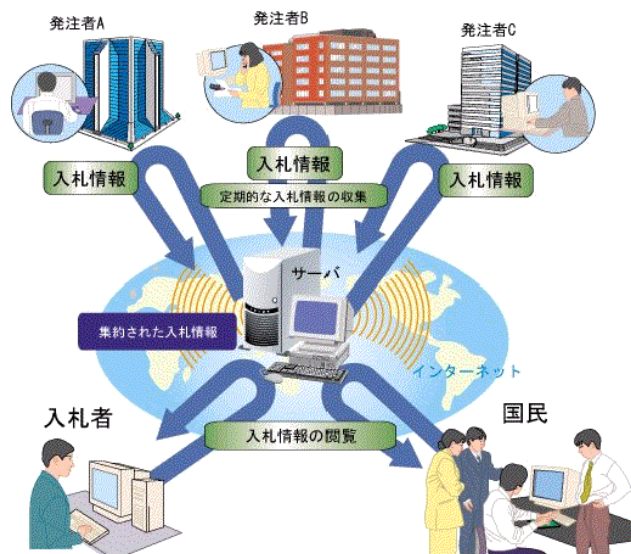 発注者A
発注者B
発注者C
入札情報
入札情報
入札情報
定期的な入札情報の収集
サーバ
集約された入札情報
インターネット
入札者
国民
入札情報の閲覧